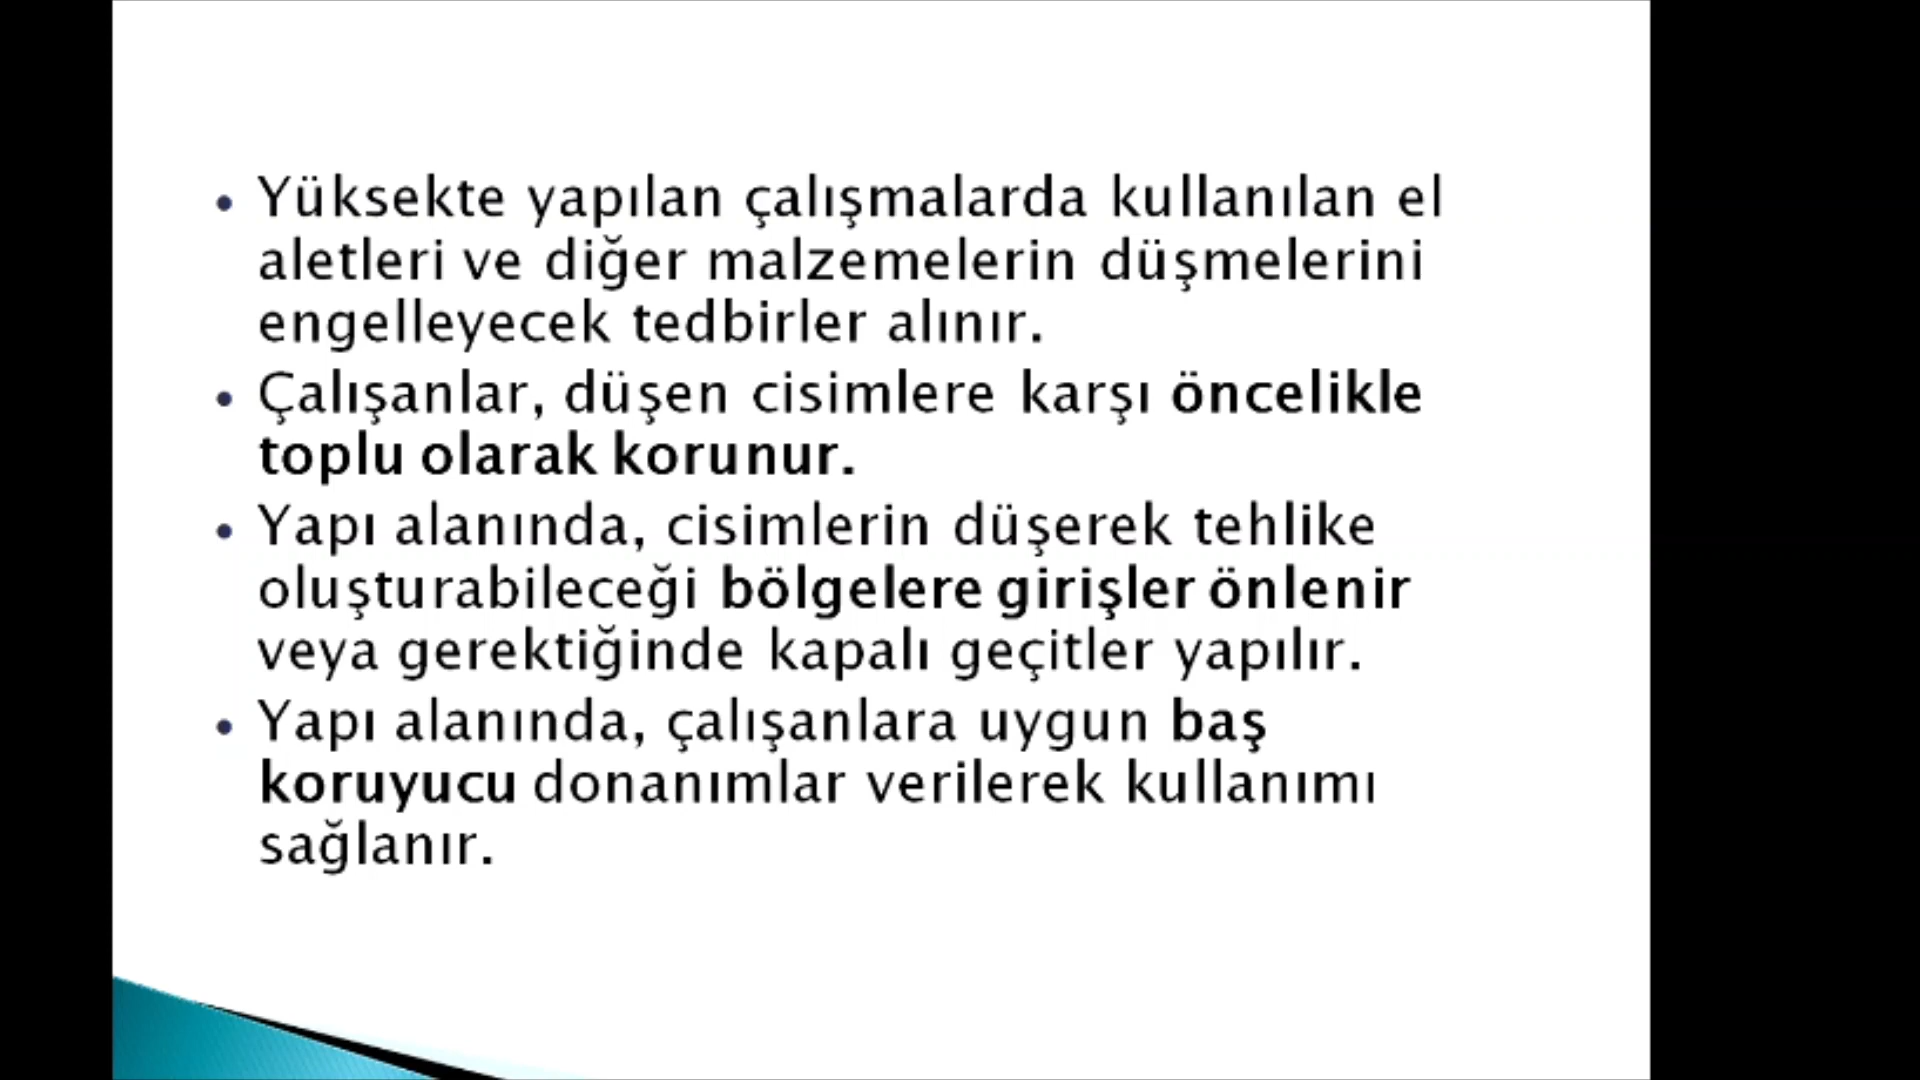 • Yüksekte yapılan çalışmalarda kullanılan el
aletleri ve diğer malzemelerin düşmelerini
engelleyecek tedbirler alınır.
• Çalışanlar, düşen cisimlere karşı öncelikle
toplu olarak korunur.
• Yapı alanında, cisimlerin düşerek tehlike
oluşturabileceği bölgelere girişler önlenir
veya gerektiğinde kapalı geçitler yapılır.
• Yapı alanında, çalışanlara uygun baş
koruyucu donanımlar verilerek kullanımı
sağlanır.